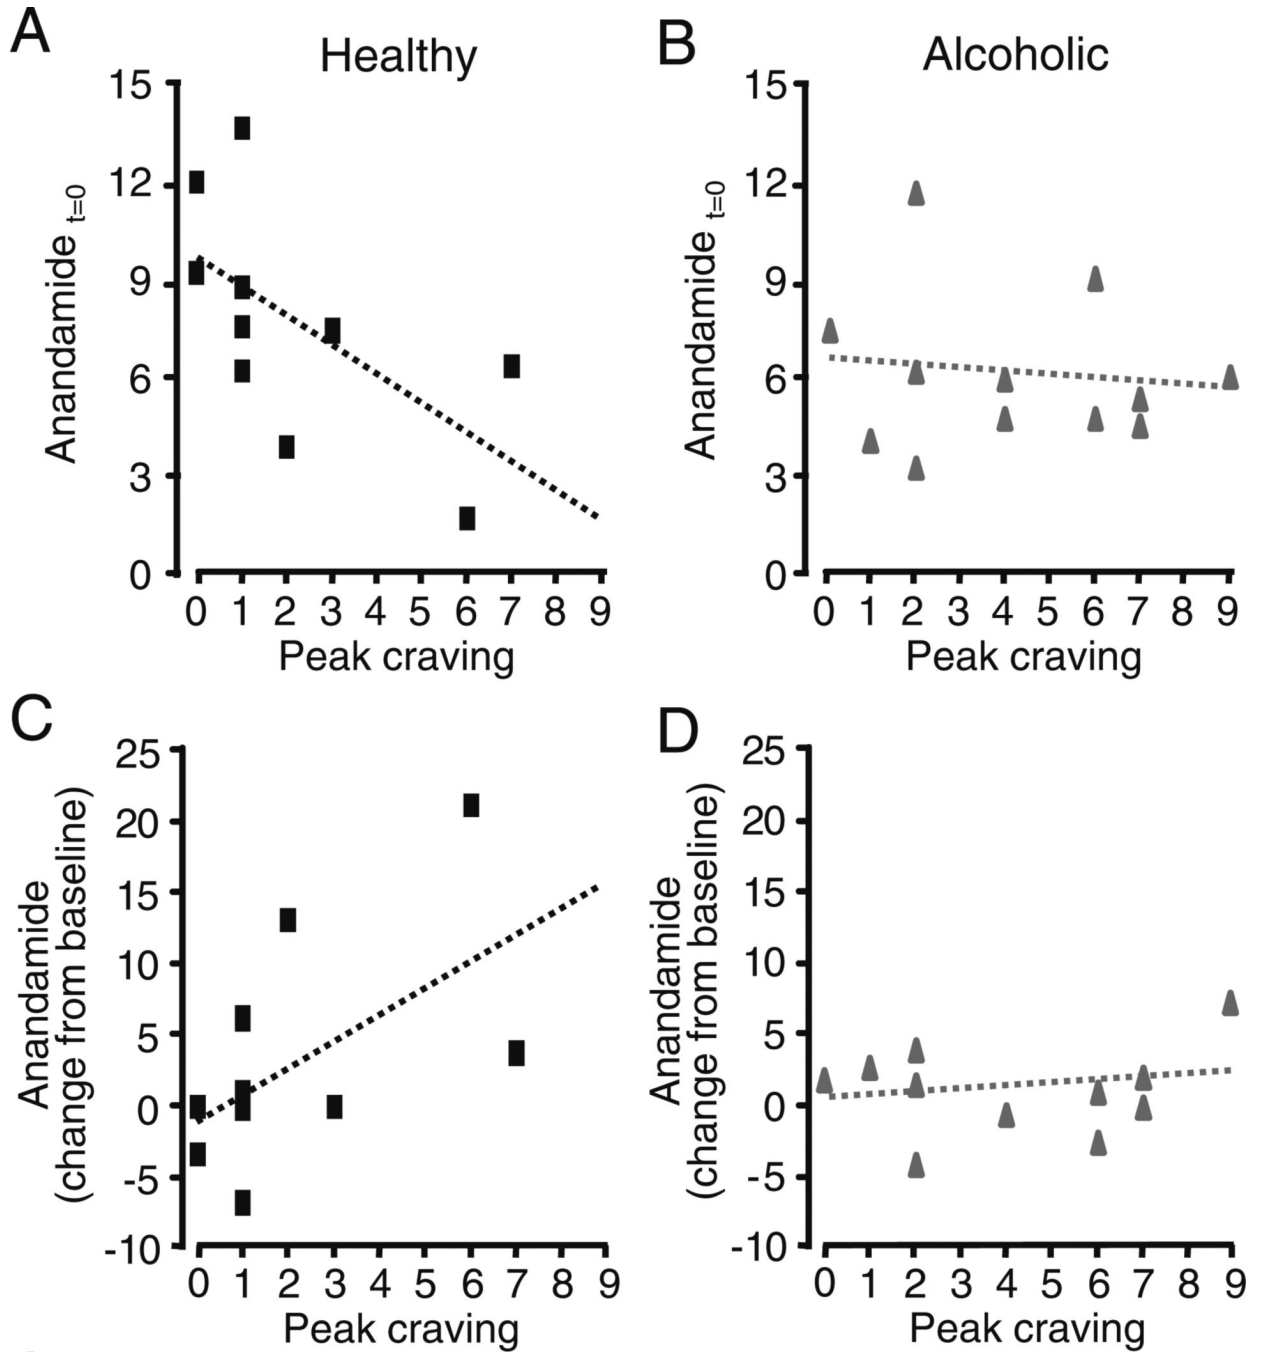 A
Healthy
15
12
9
6
3
0
Anandamide t=0
0 1 2 3 4 5 6 7 8 9
Peak craving
B
Alcoholic
15
12
9
6
3
0
Anandamide t=0
0 1 2 3 4 5 6 7 8 9
Peak craving
C
25
20
15
10
5
0
-5
-10
Anandamide
(change from baseline)
0 1 2 3 4 5 6 7 8 9
Peak craving
D
25
20
15
10
5
0
-5
-10
Anandamide
(change from baseline)
0 1 2 3 4 5 6 7 8 9
Peak craving